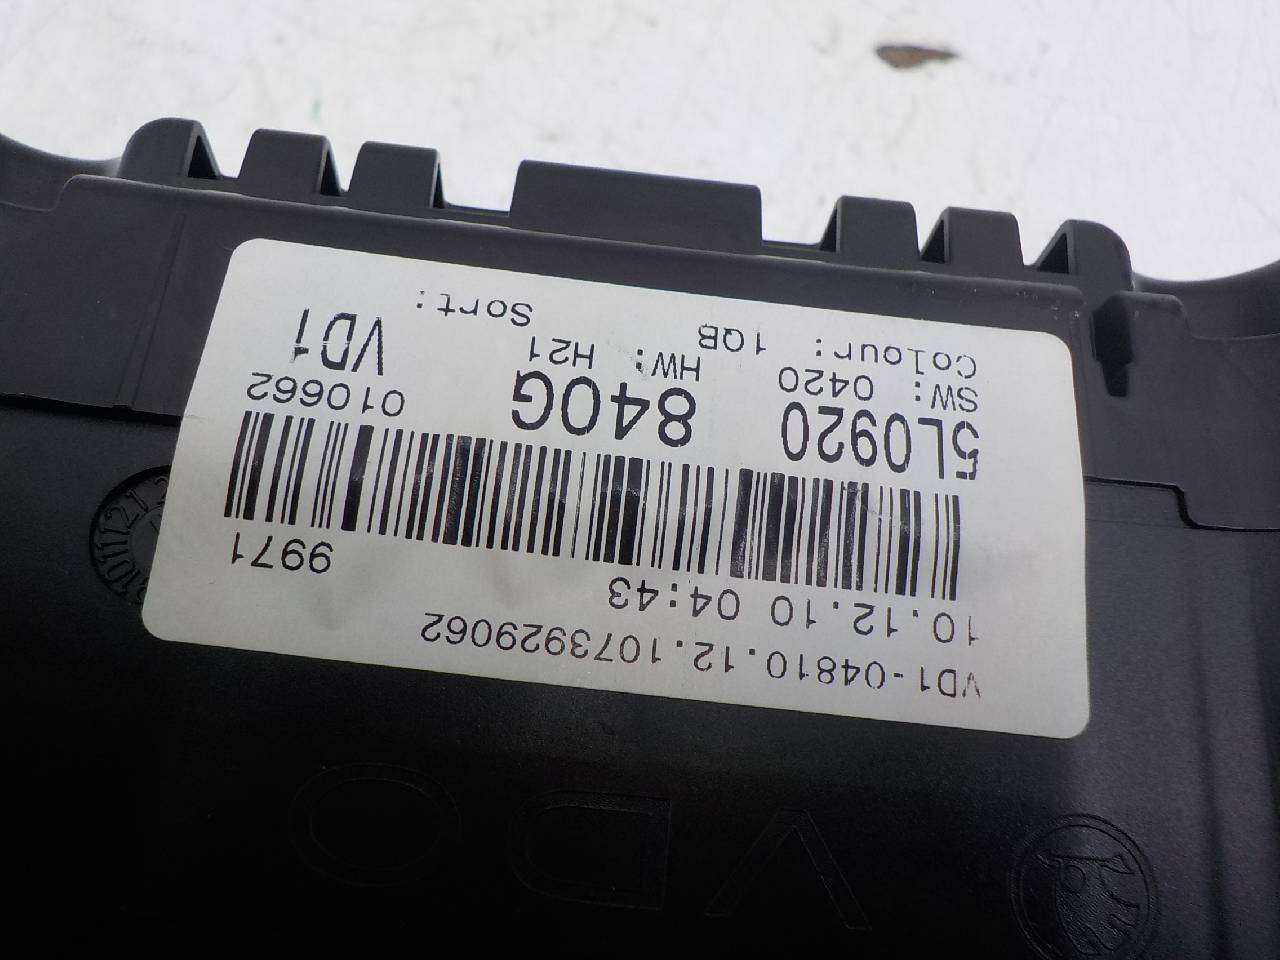 VD1-04810.12.1073929062
10.12.10 04:43 9971
5L0920 840G 010662
SW: 0420 HW: H21 VD1
Colour: 1QB Sort:
VDO